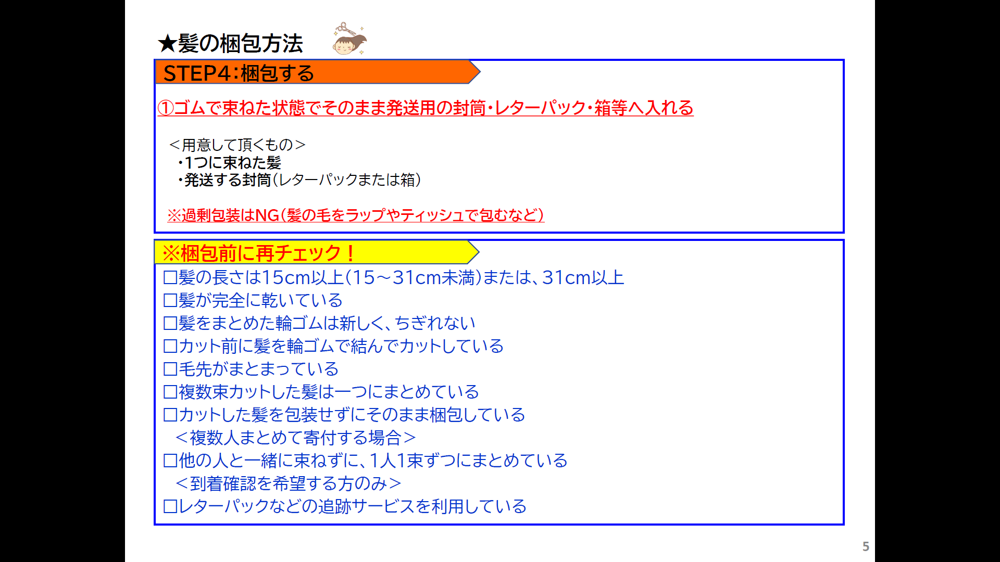 ★髪の梱包方法
STEP4：梱包する
①ゴムで束ねた状態でそのまま発送用の封筒・レターパック・箱等へ入れる
＜用意して頂くもの＞
・1つに束ねた髪
・発送する封筒（レターパックまたは箱）
※過剰包装はNG（髪の毛をラップやティッシュで包むなど）
※梱包前に再チェック！
□髪の長さは15cm以上（15～31cm未満）または、31cm以上
□髪が完全に乾いている
□髪をまとめた輪ゴムは新しく、ちぎれない
□カット前に髪を輪ゴムで結んでカットしている
□毛先がまとまっている
□複数束カットした髪は一つにまとめている
□カットした髪を包装せずにそのまま梱包している
＜複数人まとめて寄付する場合＞
□他の人と一緒に束ねずに、1人1束ずつにまとめている
＜到着確認を希望する方のみ＞
□レターパックなどの追跡サービスを利用している
5